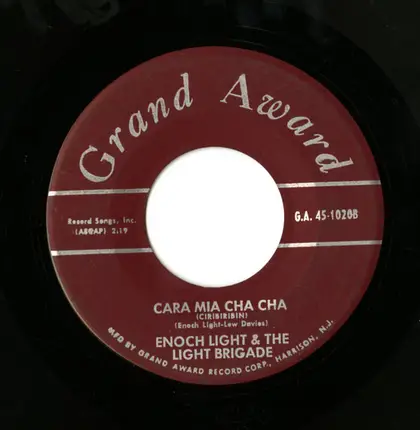 Grand Award
Record Songs, Inc.
(ASCAP) 2:19
G.A. 45-1020B
CARA MIA CHA CHA
(CIRIBIRIBIN)
(Enoch Light-Lew Davies)
ENOCH LIGHT & THE
LIGHT BRIGADE
MFD BY GRAND AWARD RECORD CORP., HARRISON, N.J.